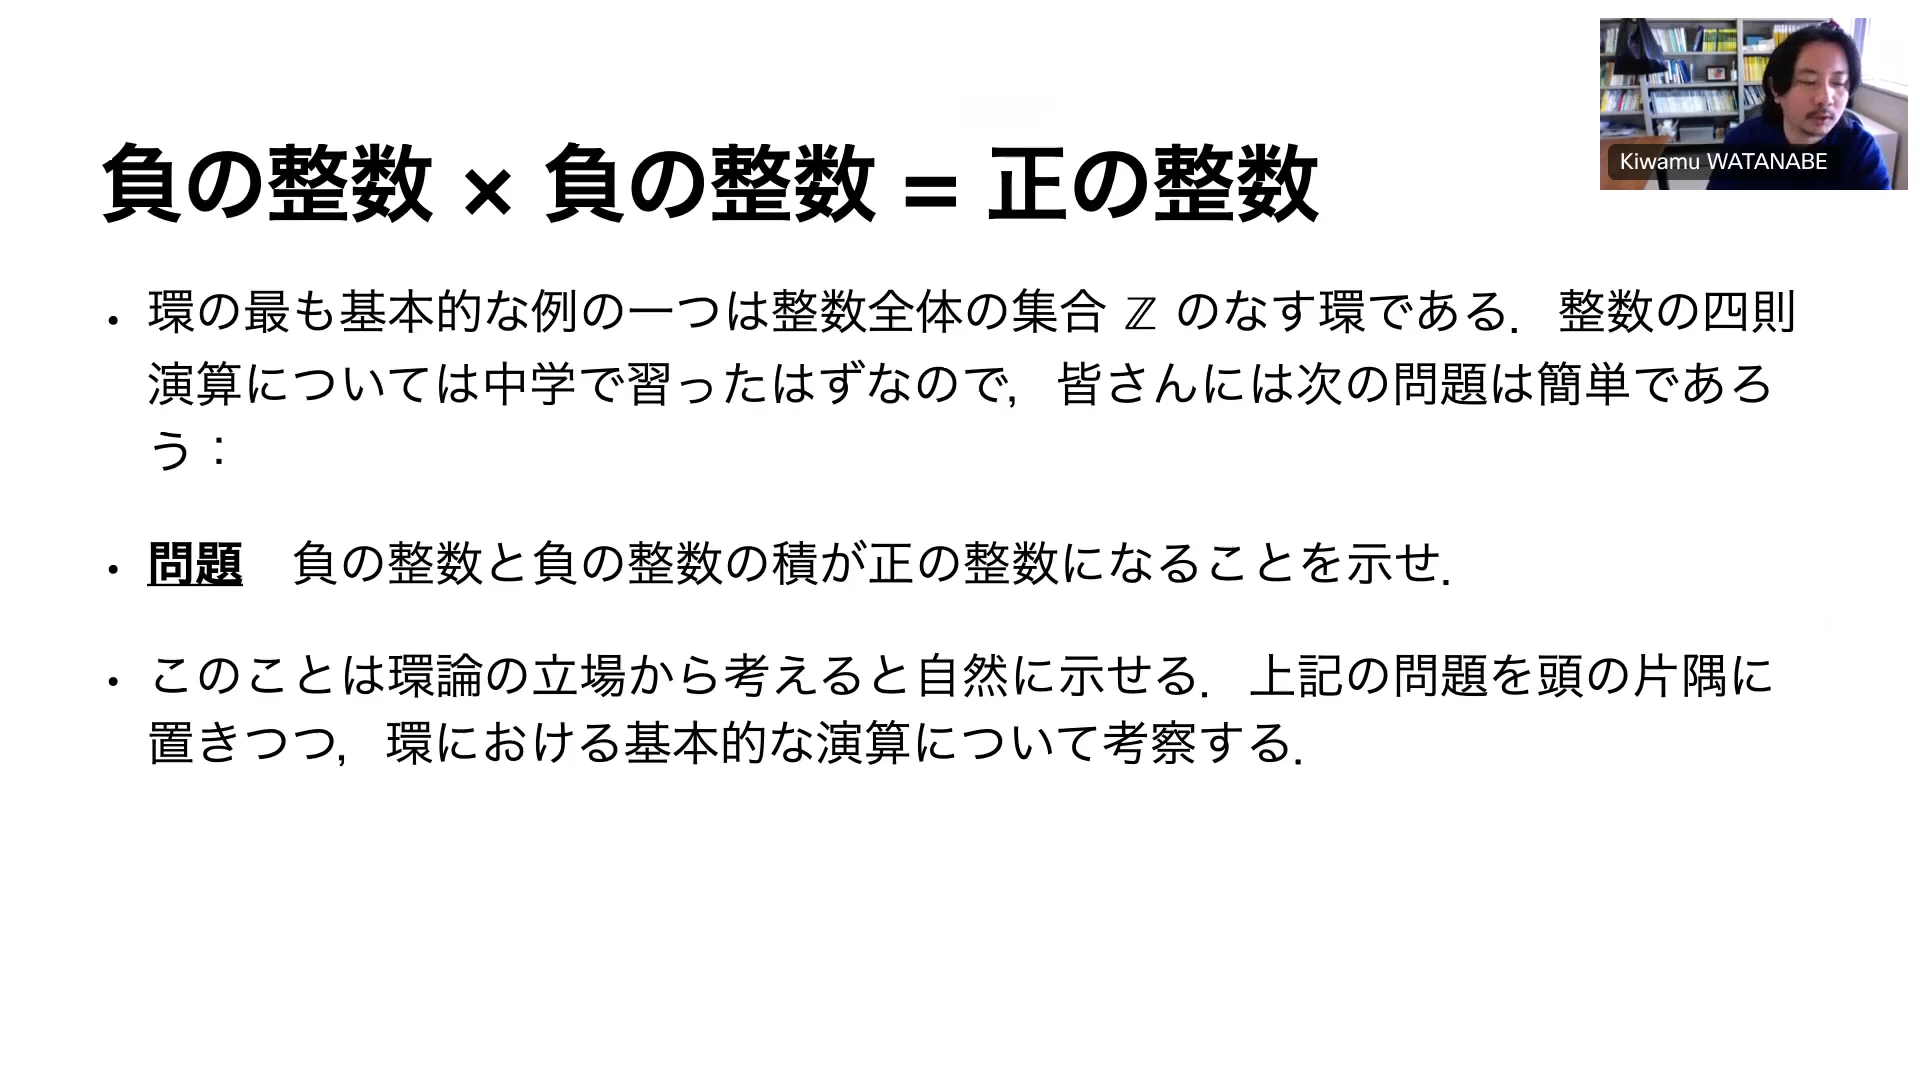 Kiwamu WATANABE
負の整数 × 負の整数 = 正の整数
• 環の最も基本的な例の一つは整数全体の集合 ℤ のなす環である．整数の四則
演算については中学で習ったはずなので，皆さんには次の問題は簡単であろ
う：
• 問題　負の整数と負の整数の積が正の整数になることを示せ．
• このことは環論の立場から考えると自然に示せる．上記の問題を頭の片隅に
置きつつ，環における基本的な演算について考察する．